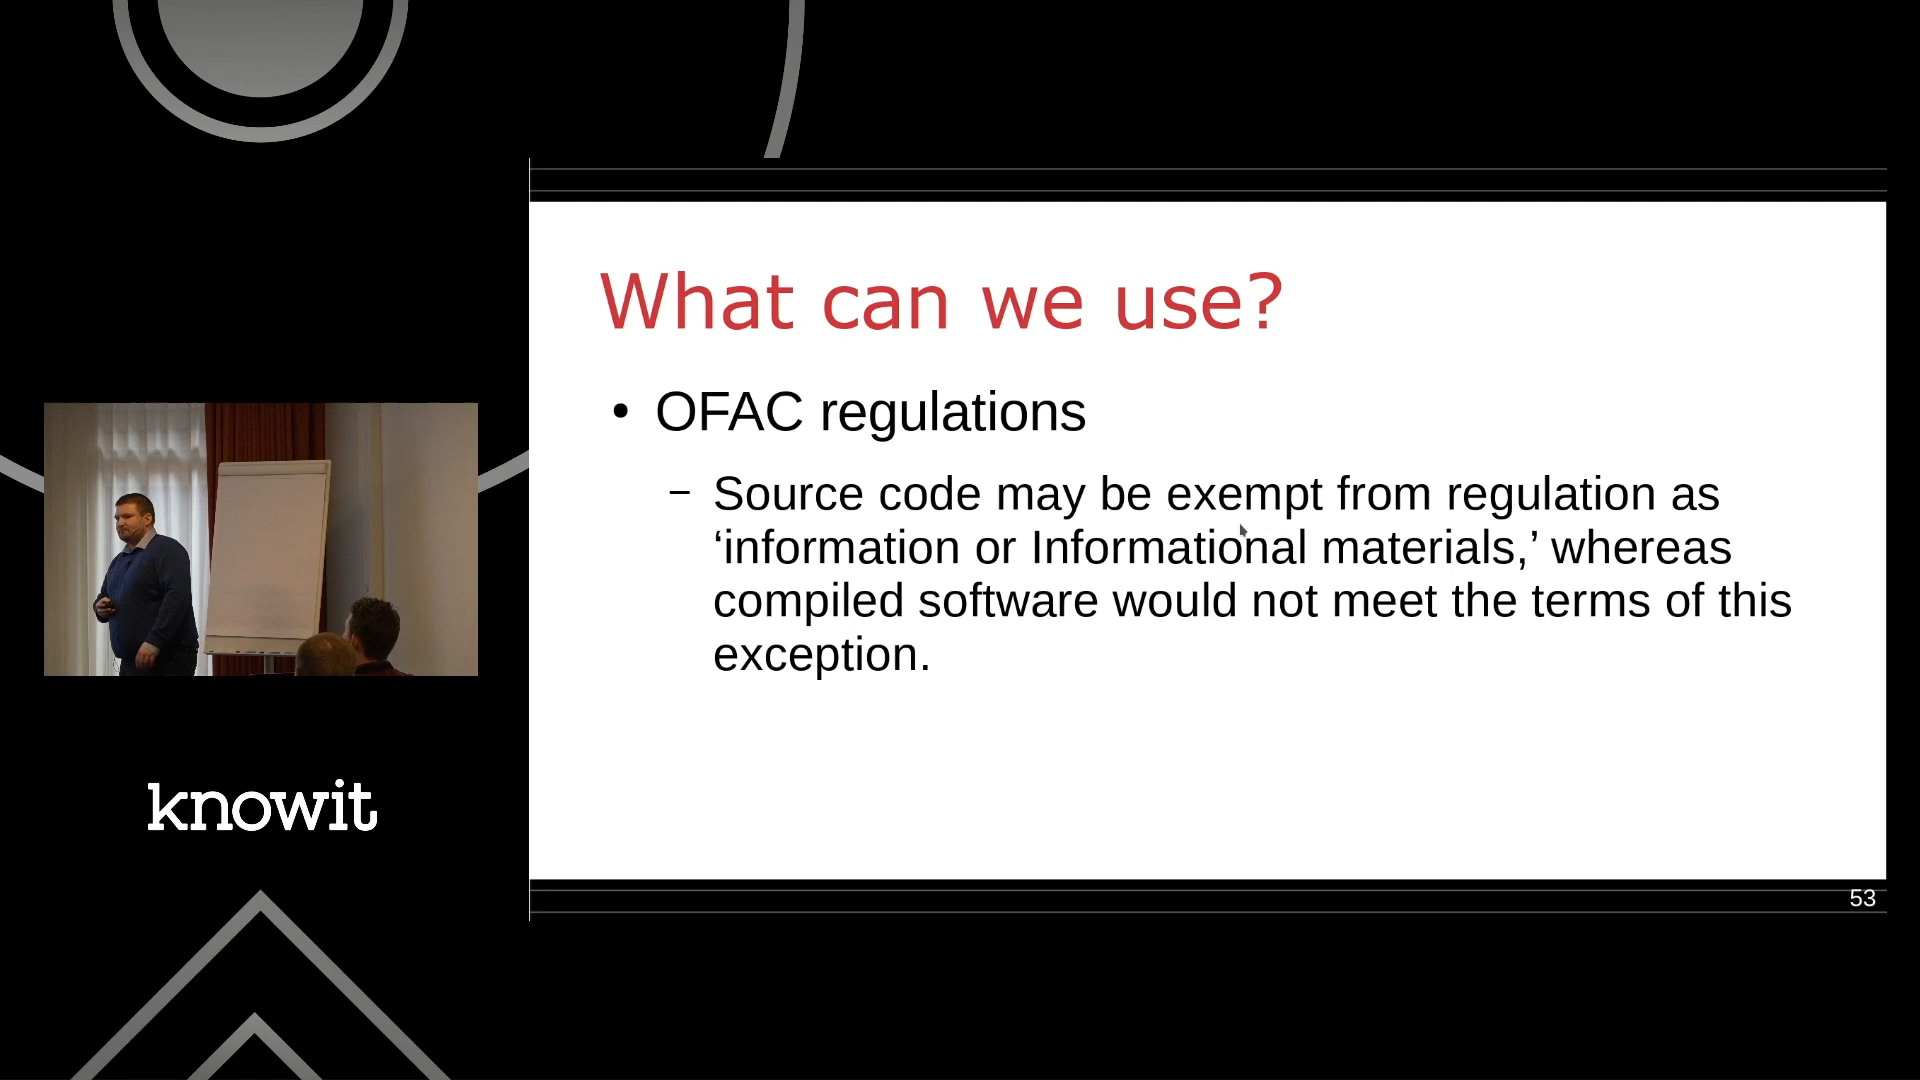 What can we use?
• OFAC regulations
– Source code may be exempt from regulation as
‘information or Informational materials,’ whereas
compiled software would not meet the terms of this
exception.
knowit
53